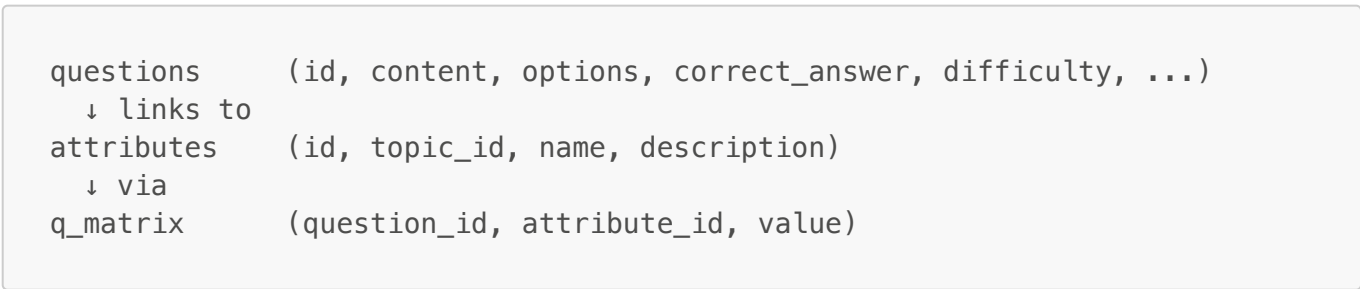 questions     (id, content, options, correct_answer, difficulty, ...)
  ↓ links to
attributes    (id, topic_id, name, description)
  ↓ via
q_matrix      (question_id, attribute_id, value)